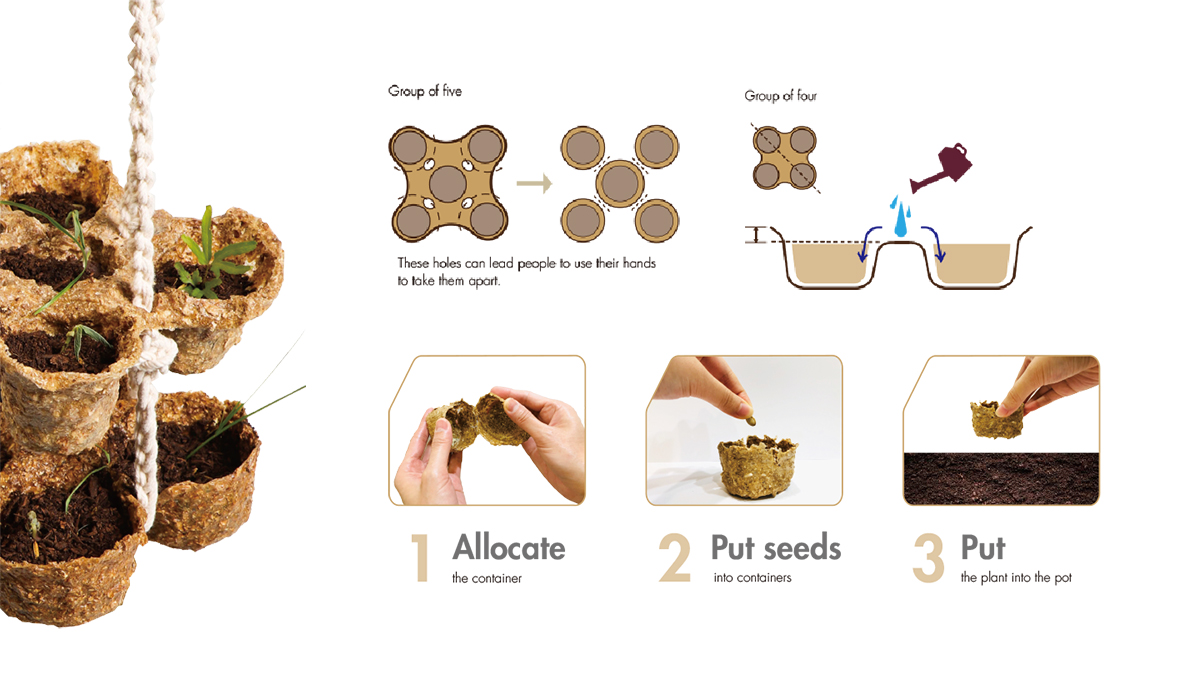 Group of five
Group of four
These holes can lead people to use their hands
to take them apart.
1 Allocate
the container
2 Put seeds
into containers
3 Put
the plant into the pot